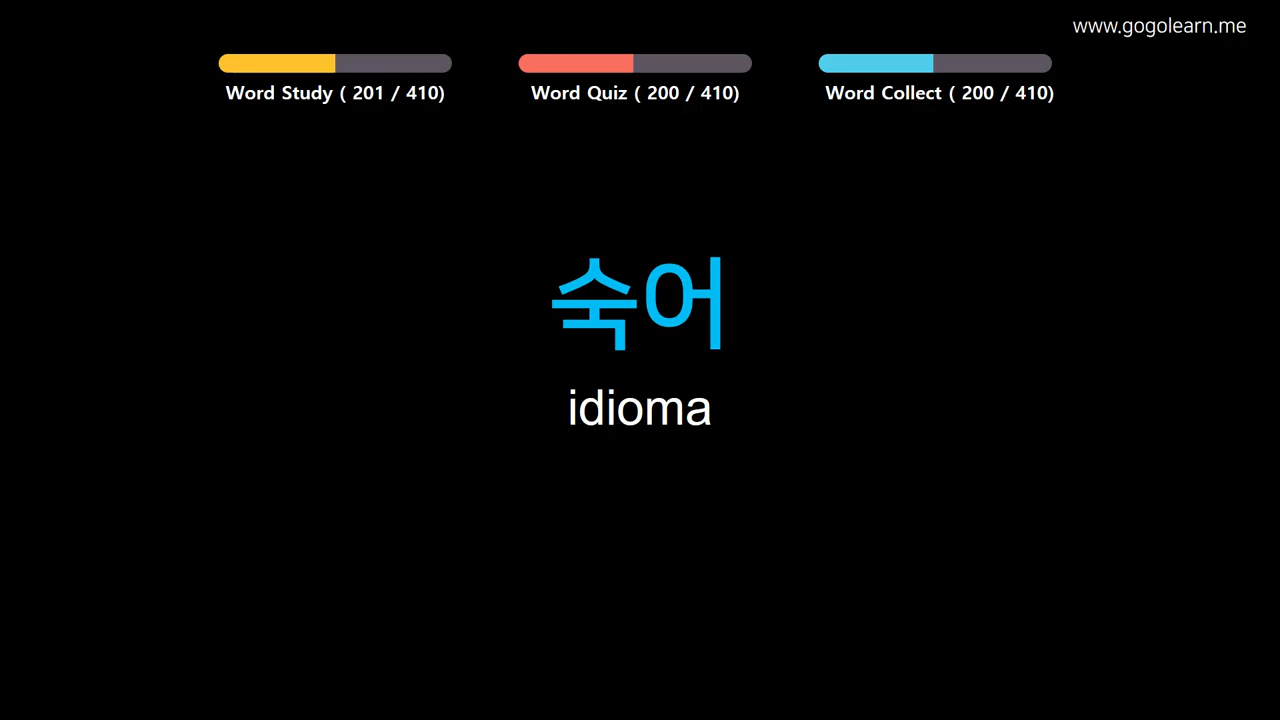 www.gogolearn.me
Word Study ( 201 / 410)
Word Quiz ( 200 / 410)
Word Collect ( 200 / 410)
숙어
idioma